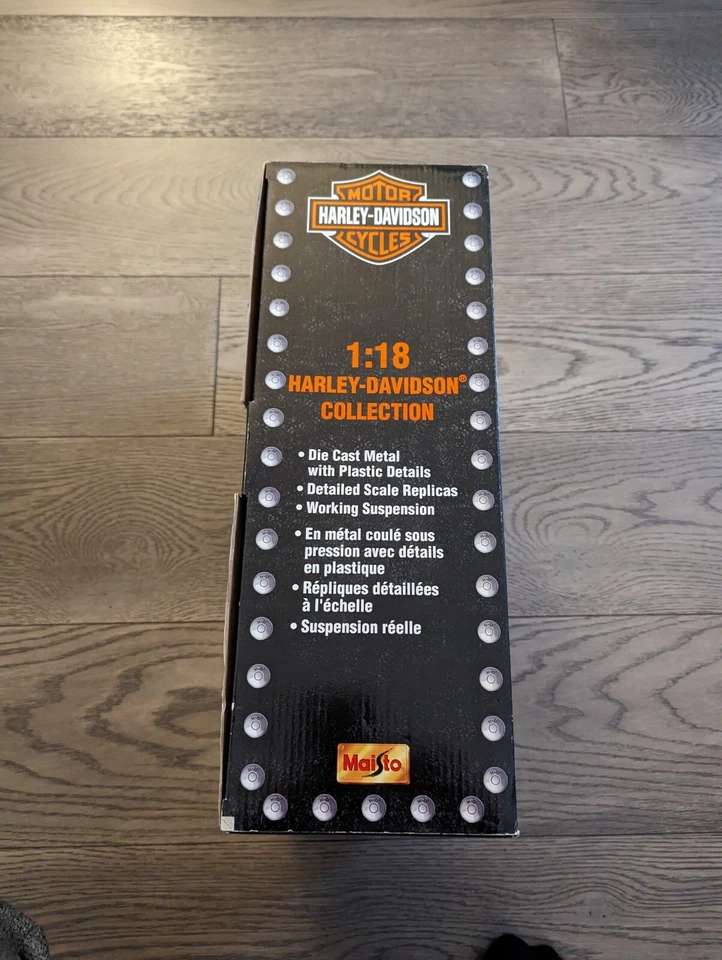 MOTOR
HARLEY-DAVIDSON
CYCLES
1:18
HARLEY-DAVIDSON®
COLLECTION
• Die Cast Metal
with Plastic Details
• Detailed Scale Replicas
• Working Suspension
• En métal coulé sous
pression avec détails
en plastique
• Répliques détaillées
à l'échelle
• Suspension réelle
Maisto